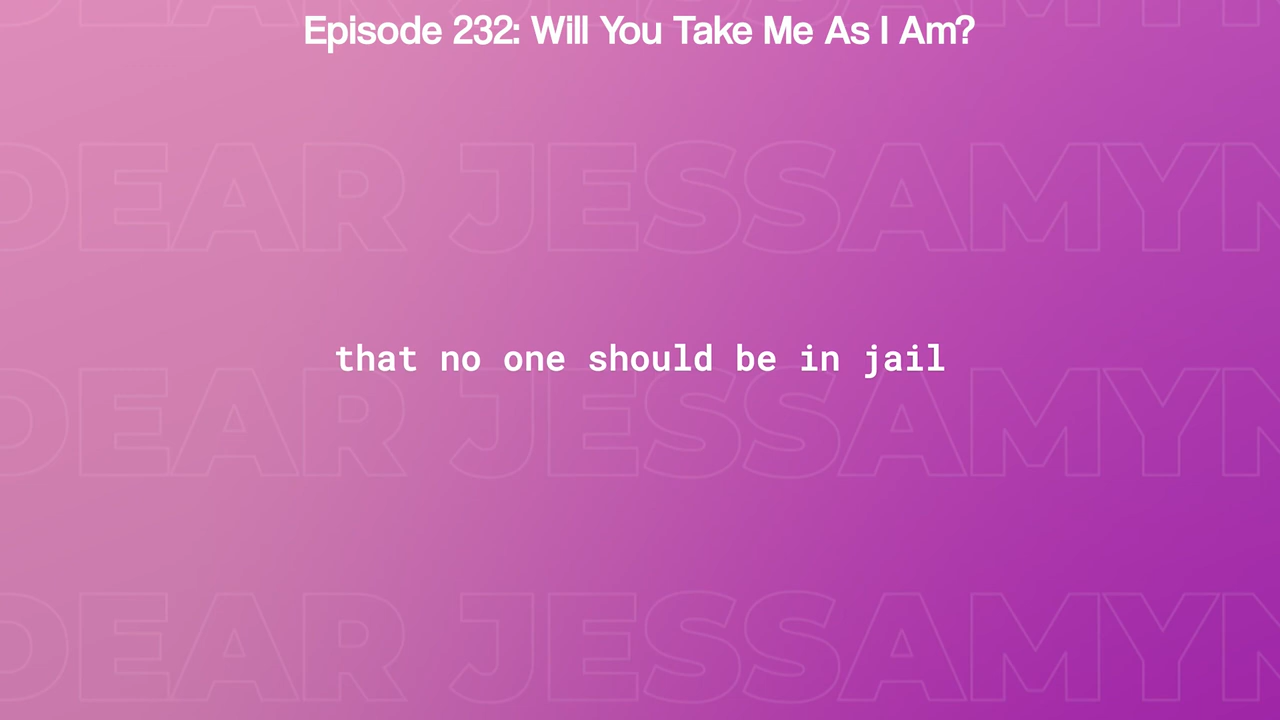 Episode 232: Will You Take Me As I Am?
DEAR JESSAMYN
that no one should be in jail
DEAR JESSAMYN
DEAR JESSAMYN